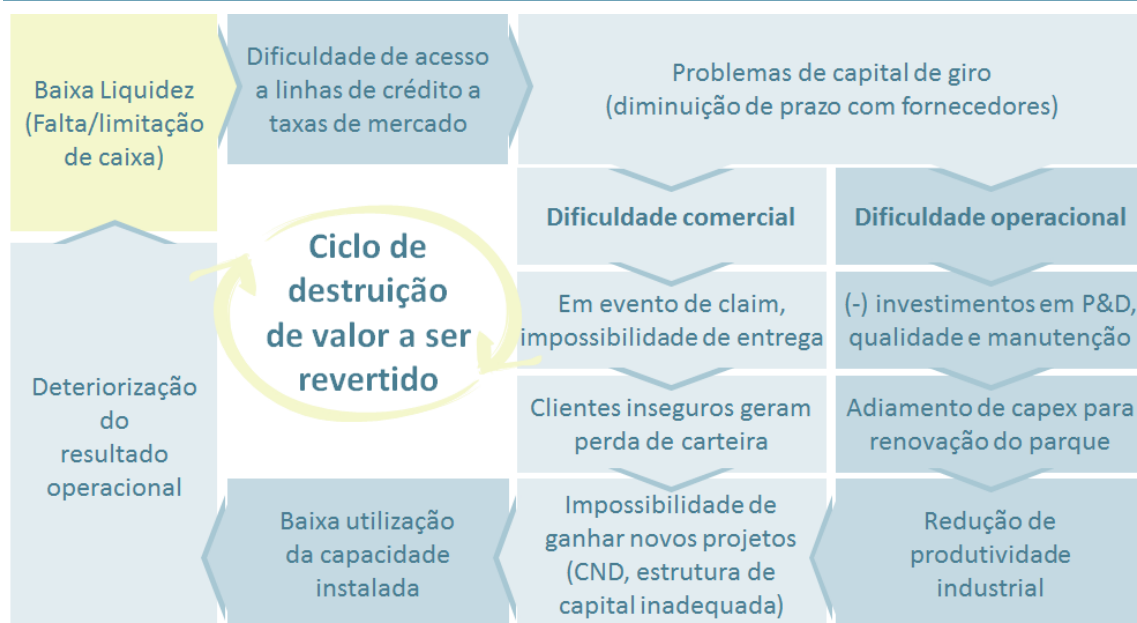 Baixa Liquidez
(Falta/limitação
de caixa)
Dificuldade de acesso
a linhas de crédito a
taxas de mercado
Problemas de capital de giro
(diminuição de prazo com fornecedores)
Dificuldade comercial
Dificuldade operacional
Ciclo de
destruição
de valor a ser
revertido
Em evento de claim,
impossibilidade de entrega
(-) investimentos em P&D,
qualidade e manutenção
Clientes inseguros geram
perda de carteira
Adiamento de capex para
renovação do parque
Deteriorização
do
resultado
operacional
Baixa utilização
da capacidade
instalada
Impossibilidade de
ganhar novos projetos
(CND, estrutura de
capital inadequada)
Redução de
produtividade
industrial